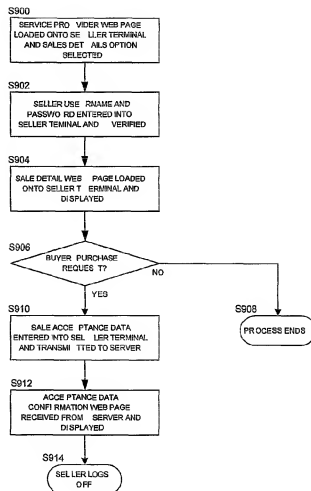 S900
SERVICE PRO VIDER WEB PAGE
LOADED ONTO SE LLER TERMINAL
AND SALES DET AILS OPTION
SELECTED
S902
SELLER USE RNAME AND
PASSWO RD ENTERED INTO
SELLER TEMINAL AND VERIFIED
S904
SALE DETAIL WEB PAGE LOADED
ONTO SELLER T ERMINAL AND
DISPLAYED
S906
BUYER PURCHASE
REQUES T?
NO
YES
S908
PROCESS ENDS
S910
SALE ACCE PTANCE DATA
ENTERED INTO SEL LER TERMINAL
AND TRANSMI TTED TO SERVER
S912
ACCE PTANCE DATA
CONFIRMATION WEB PAGE
RECEIVED FROM SERVER AND
DISPLAYED
S914
SEL LER LOGS
OFF